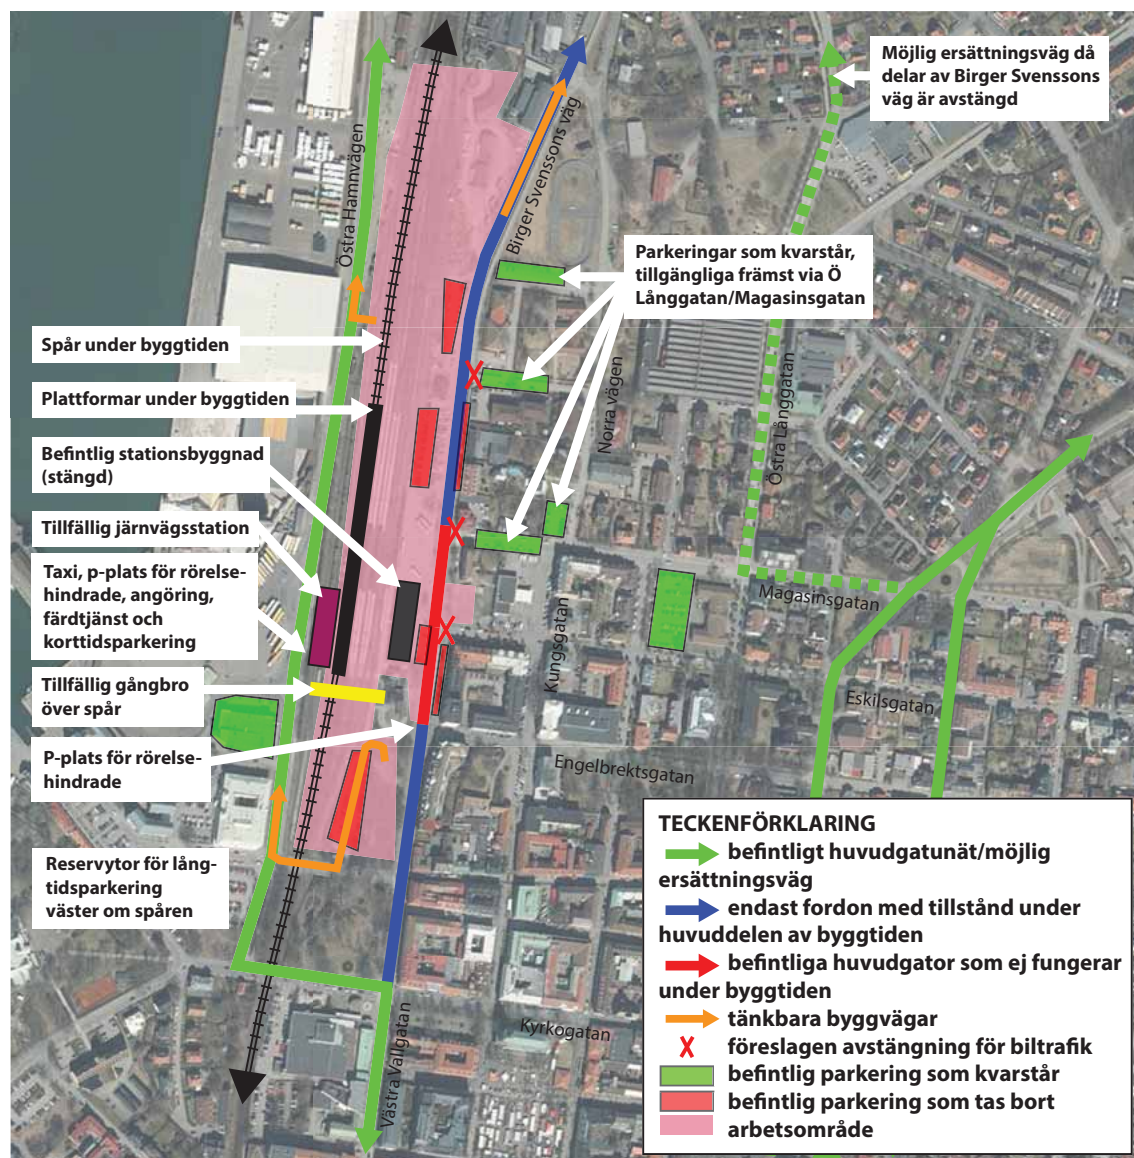 Möjlig ersättningsväg då
delar av Birger Svenssons
väg är avstängd
Östra Hamnvägen
Birger Svenssons väg
Parkeringar som kvarstår,
tillgängliga främst via Ö
Långgatan/Magasinsgatan
Spår under byggtiden
Plattformar under byggtiden
Befintlig stationsbyggnad
(stängd)
Tillfällig järnvägsstation
Taxi, p-plats för rörelse-
hindrade, angöring,
färdtjänst och
korttidsparkering
Tillfällig gångbro
över spår
P-plats för rörelse-
hindrade
Reservytor för lång-
tidsparkering
väster om spåren
Norra vägen
Östra Långgatan
Magasinsgatan
Kungsgatan
Eskilsgatan
Engelbrektsgatan
Kyrkogatan
Västra Vallgatan
TECKENFÖRKLARING
befintligt huvudgatunät/möjlig
ersättningsväg
endast fordon med tillstånd under
huvuddelen av byggtiden
befintliga huvudgator som ej fungerar
under byggtiden
tänkbara byggvägar
föreslagen avstängning för biltrafik
befintlig parkering som kvarstår
befintlig parkering som tas bort
arbetsområde